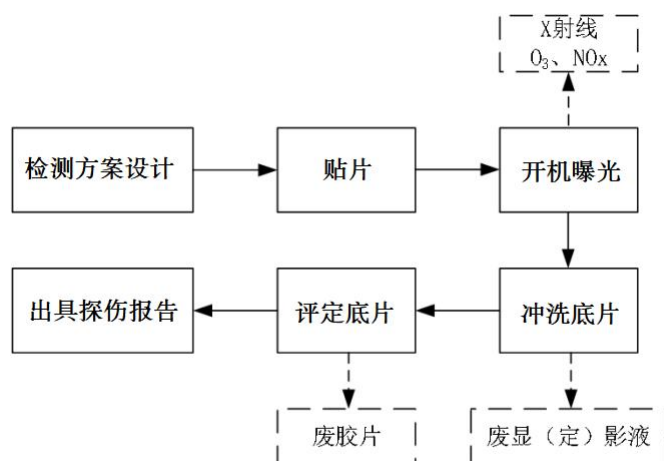 X射线
O₃、NOx
检测方案设计
贴片
开机曝光
出具探伤报告
评定底片
冲洗底片
废胶片
废显（定）影液